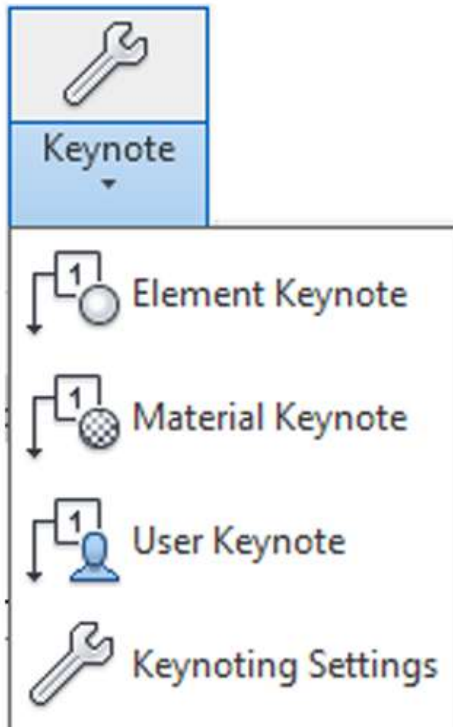 Keynote
1 Element Keynote
1 Material Keynote
1 User Keynote
Keynoting Settings